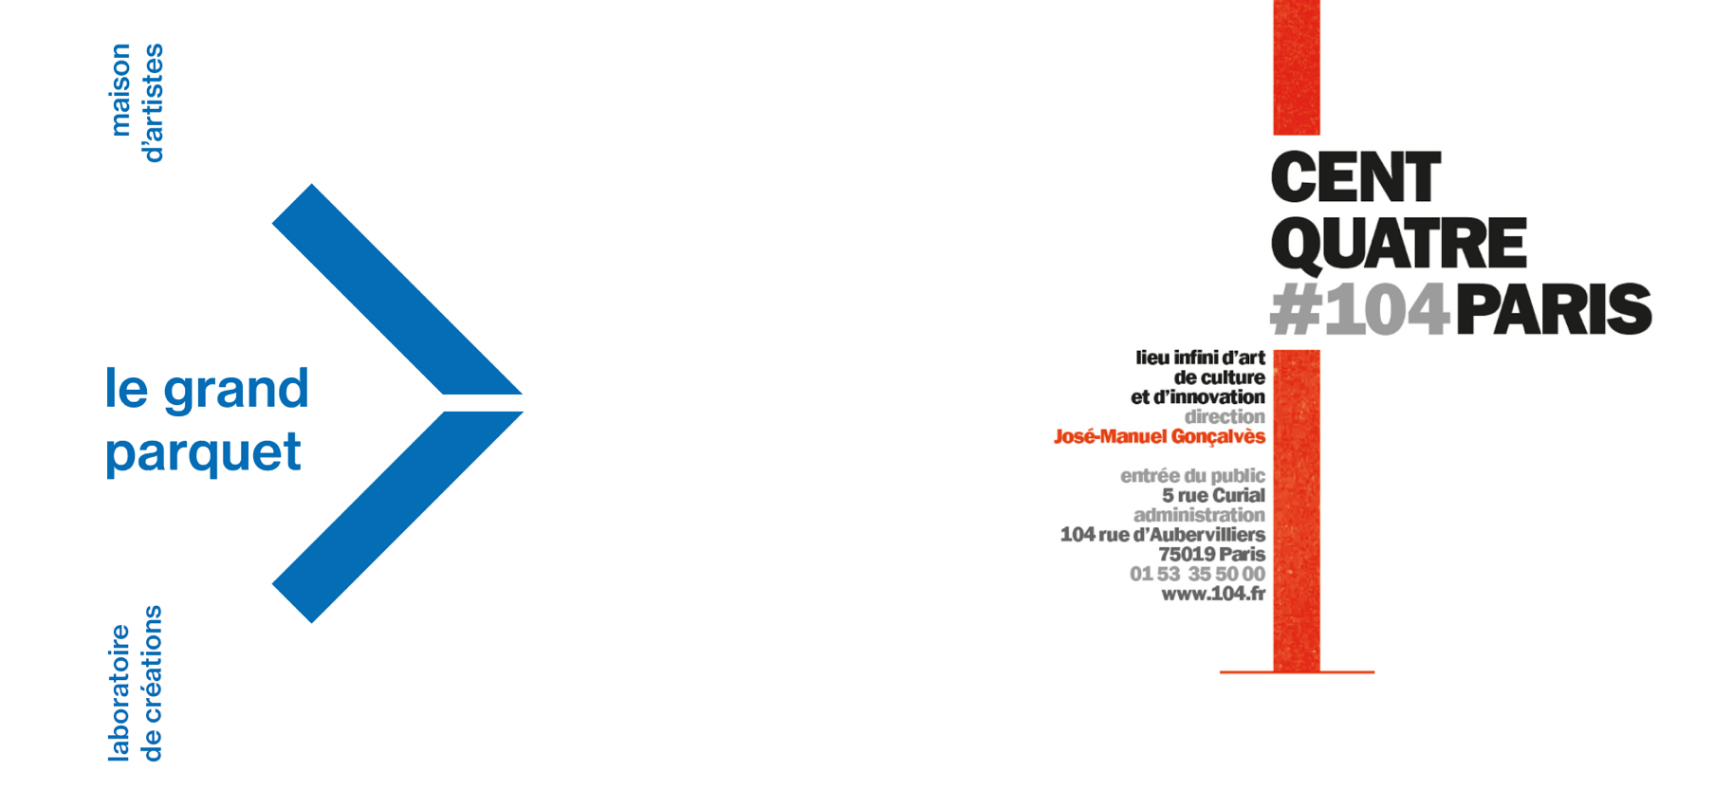 maison
d'artistes
le grand
parquet
laboratoire
de créations
CENT
QUATRE
#104PARIS
lieu infini d'art
de culture
et d'innovation
direction
José-Manuel Gonçalvès
entrée du public
5 rue Curial
administration
104 rue d'Aubervilliers
75019 Paris
01 53 35 50 00
www.104.fr